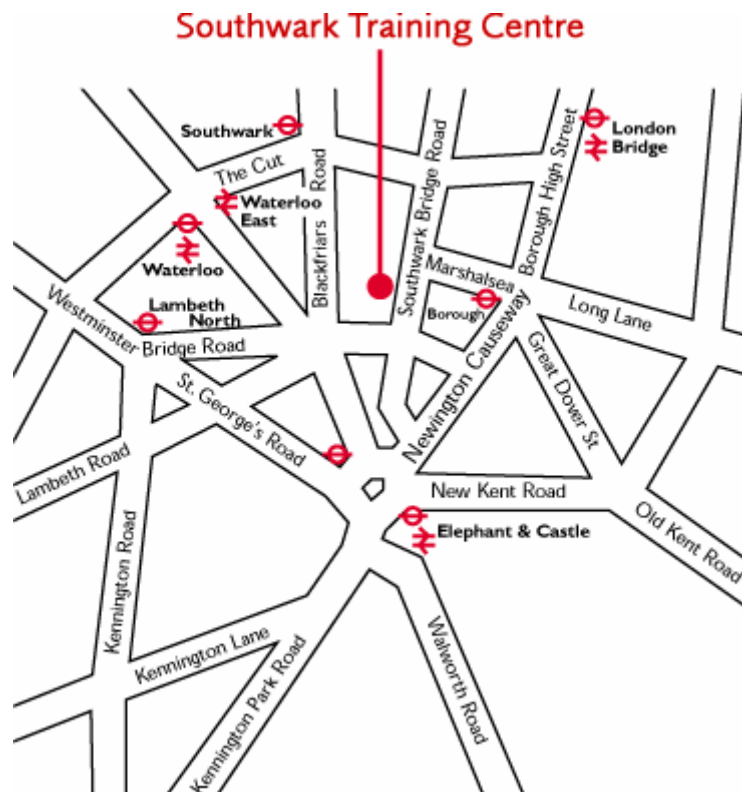 Southwark Training Centre
Southwark
The Cut
Waterloo
East
Waterloo
Lambeth
North
Westminster
Bridge Road
Blackfriars Road
Southwark Bridge Road
Borough High Street
London
Bridge
Marshalsea
Borough
Long Lane
Newington Causeway
Great Dover St
St. George's Road
Lambeth Road
New Kent Road
Old Kent Road
Elephant & Castle
Kennington Road
Kennington Lane
Kennington Park Road
Walworth Road